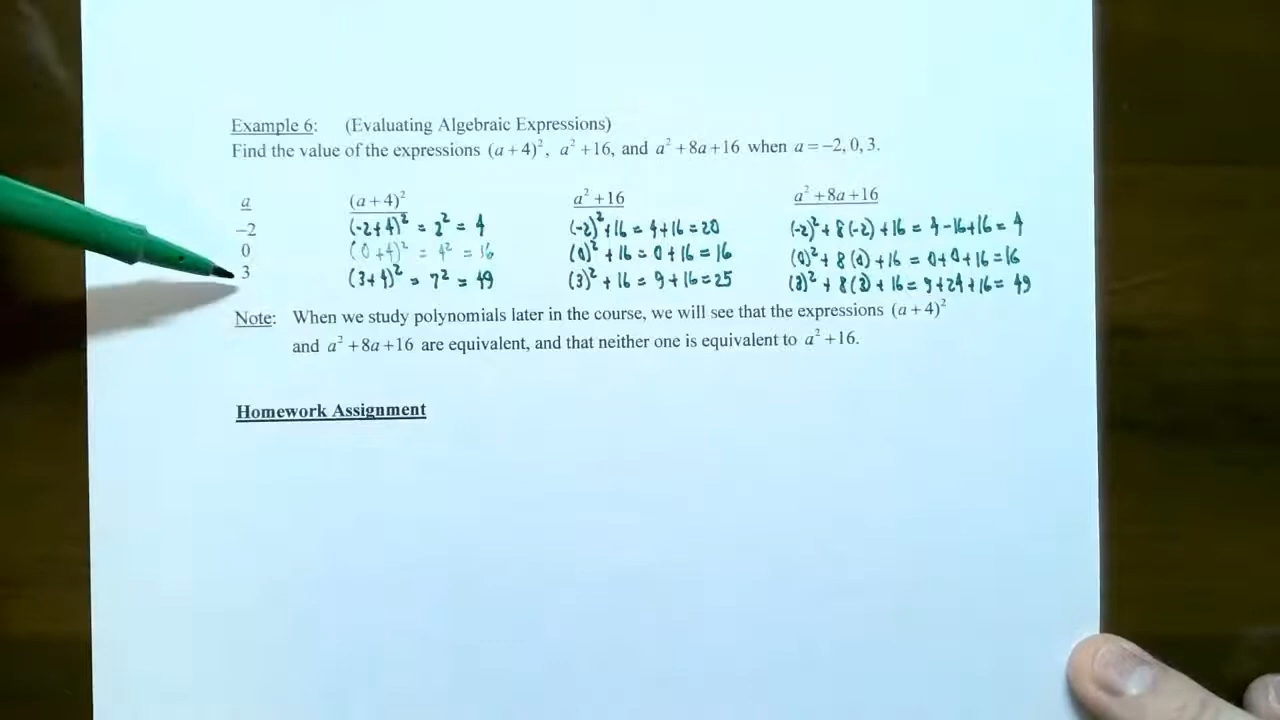 Example 6: (Evaluating Algebraic Expressions)
Find the value of the expressions (a+4)², a²+16, and a²+8a+16 when a=−2, 0, 3.
a (a+4)² a²+16 a²+8a+16
−2 (-2+4)² = 2² = 4 (-2)²+16 = 4+16=20 (-2)²+8(-2)+16 = 4-16+16= 4
0 (0+4)² = 4² = 16 (0)²+16 = 0+16=16 (0)²+8(0)+16 = 0+0+16=16
3 (3+4)² = 7² = 49 (3)²+16 = 9+16=25 (3)²+8(3)+16= 9+24+16= 49
Note: When we study polynomials later in the course, we will see that the expressions (a+4)²
and a²+8a+16 are equivalent, and that neither one is equivalent to a²+16.
Homework Assignment